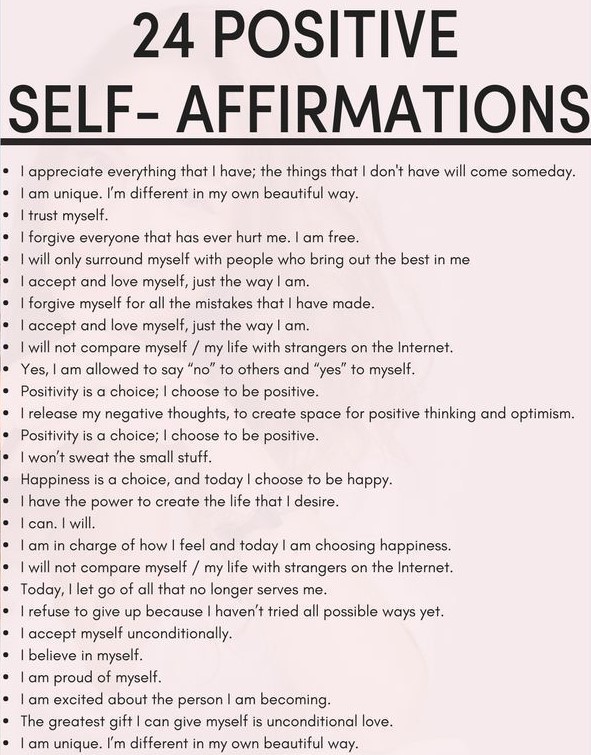 24 POSITIVE
SELF- AFFIRMATIONS
• I appreciate everything that I have; the things that I don't have will come someday.
• I am unique. I’m different in my own beautiful way.
• I trust myself.
• I forgive everyone that has ever hurt me. I am free.
• I will only surround myself with people who bring out the best in me
• I accept and love myself, just the way I am.
• I forgive myself for all the mistakes that I have made.
• I accept and love myself, just the way I am.
• I will not compare myself / my life with strangers on the Internet.
• Yes, I am allowed to say “no” to others and “yes” to myself.
• Positivity is a choice; I choose to be positive.
• I release my negative thoughts, to create space for positive thinking and optimism.
• Positivity is a choice; I choose to be positive.
• I won’t sweat the small stuff.
• Happiness is a choice, and today I choose to be happy.
• I have the power to create the life that I desire.
• I can. I will.
• I am in charge of how I feel and today I am choosing happiness.
• I will not compare myself / my life with strangers on the Internet.
• Today, I let go of all that no longer serves me.
• I refuse to give up because I haven’t tried all possible ways yet.
• I accept myself unconditionally.
• I believe in myself.
• I am proud of myself.
• I am excited about the person I am becoming.
• The greatest gift I can give myself is unconditional love.
• I am unique. I’m different in my own beautiful way.